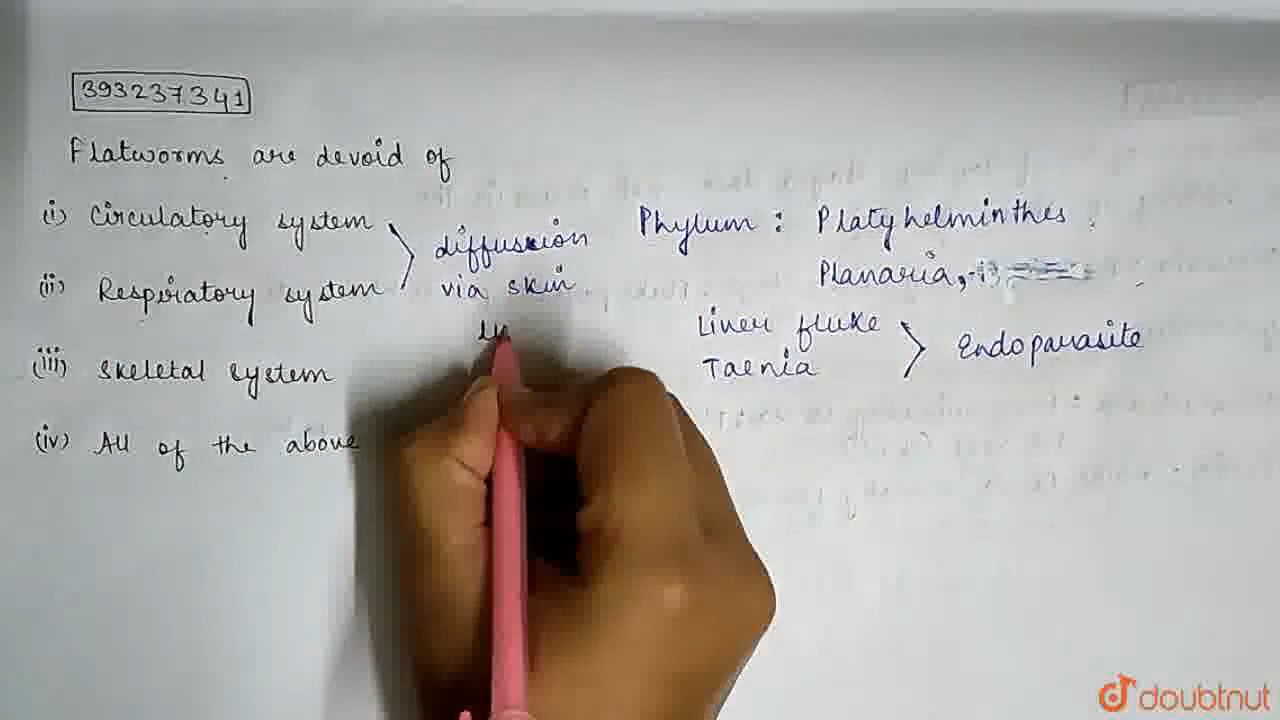 393237341
Flatworms are devoid of
(i) Circulatory system
(ii) Respiratory system
(iii) Skeletal system
(iv) All of the above
diffusion
via skin
Phylum : Platyhelminthes
Planaria,
Liver fluke
Taenia
Endoparasite
doubtnut